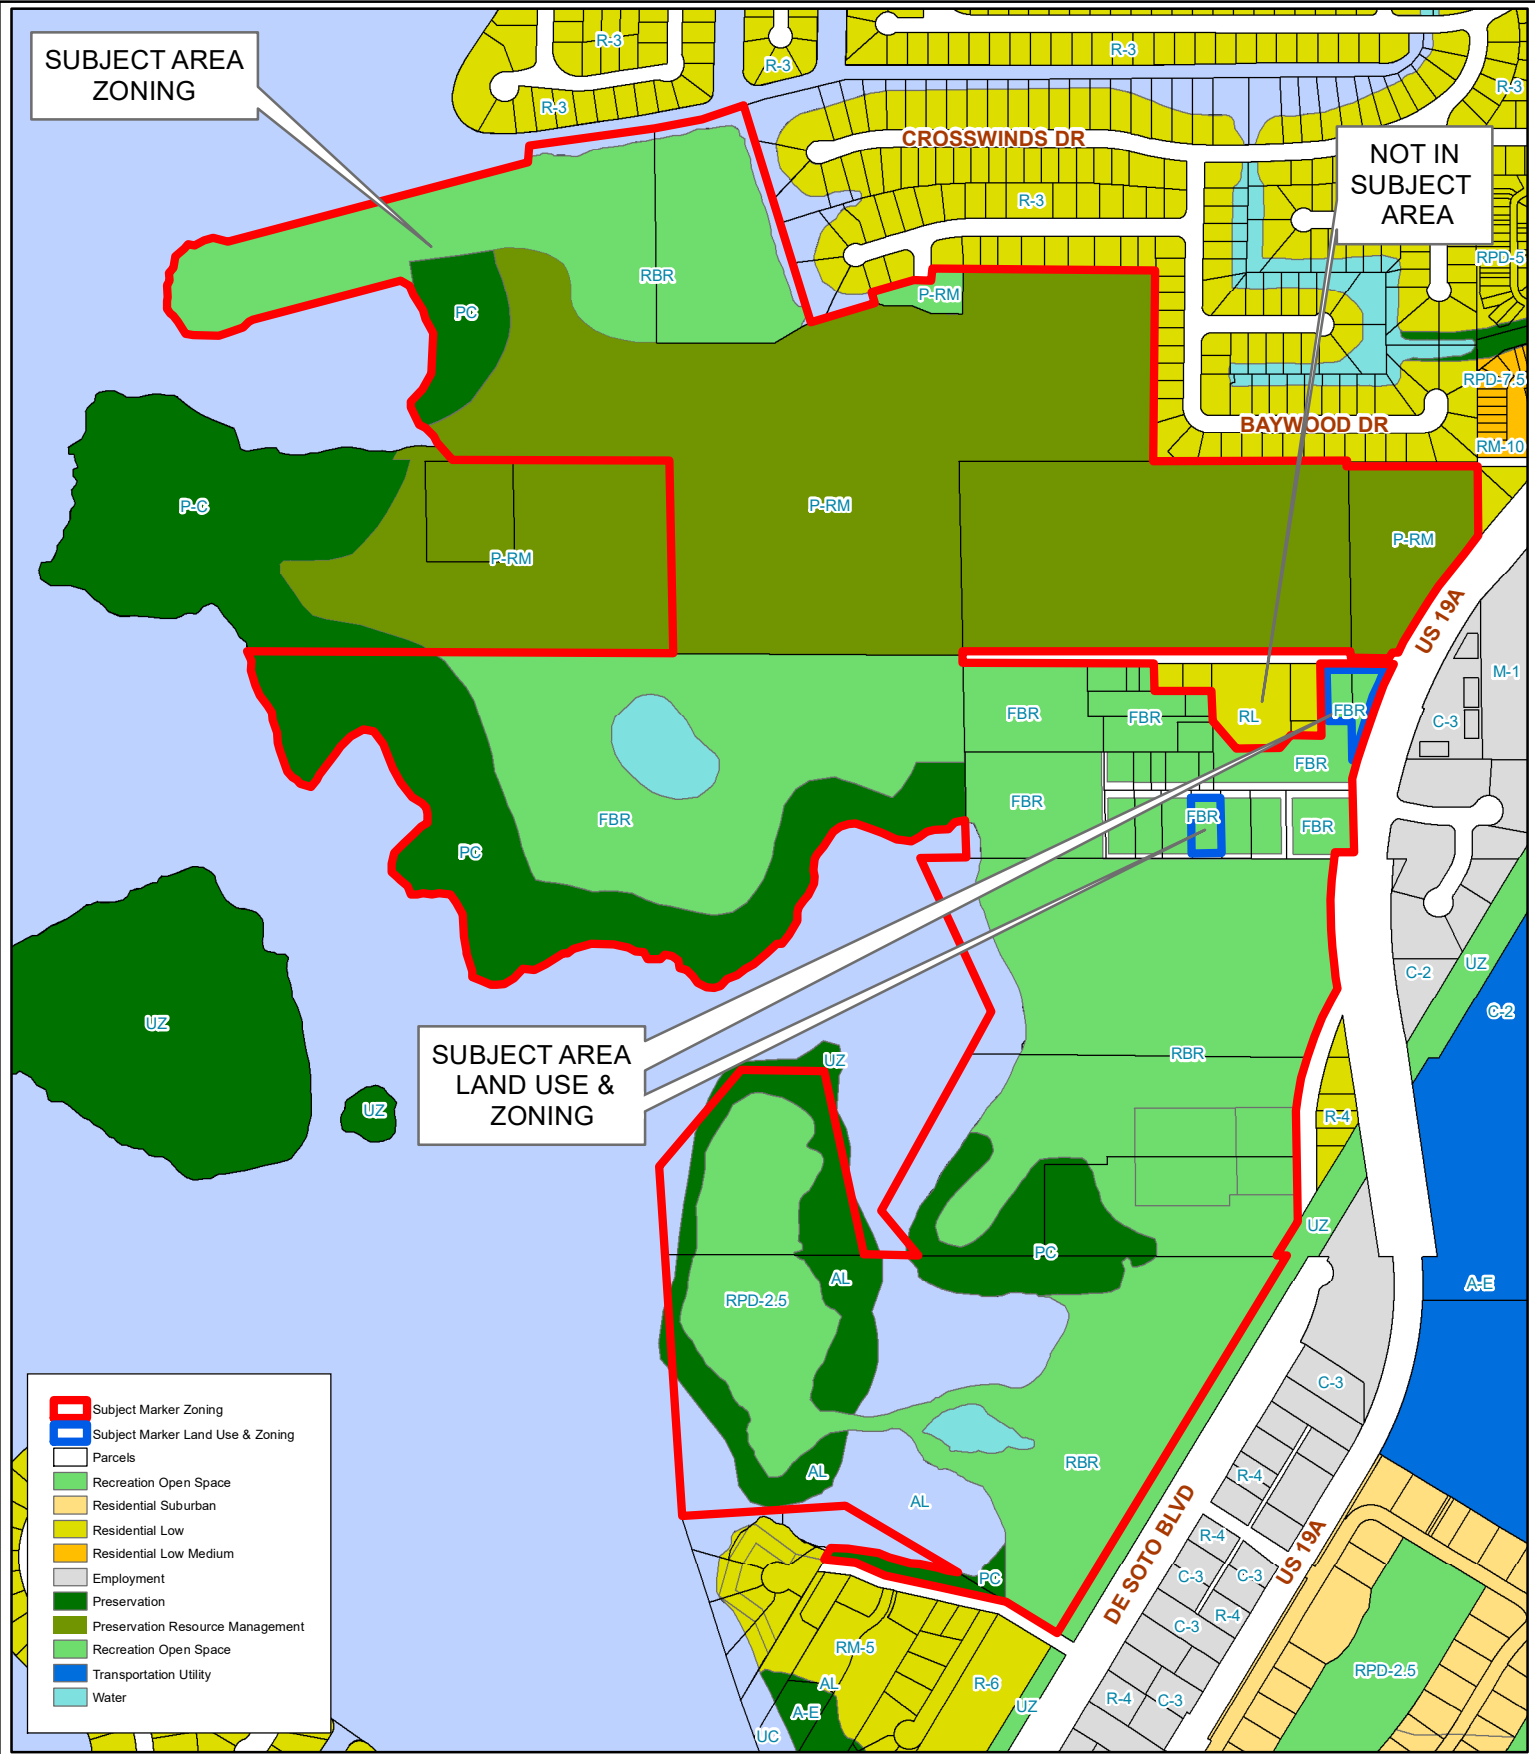 R-3
R-3
R-3
R-3
R-3
SUBJECT AREA
ZONING
CROSSWINDS DR
NOT IN
SUBJECT
AREA
R-3
RPD-5
RBR
P-RM
PC
RPD-7.5
BAYWOOD DR
RM-10
P-C
P-RM
P-RM
P-RM
US 19A
M-1
FBR
FBR
RL
FBR
C-3
FBR
FBR
FBR
FBR
FBR
PC
C-2
UZ
C-2
UZ
SUBJECT AREA
LAND USE &
ZONING
UZ
RBR
UZ
R-4
UZ
PC
AL
RPD-2.5
A-E
C-3
Subject Marker Zoning
Subject Marker Land Use & Zoning
Parcels
Recreation Open Space
Residential Suburban
Residential Low
Residential Low Medium
Employment
Preservation
Preservation Resource Management
Recreation Open Space
Transportation Utility
Water
RBR
AL
AL
R-4
DE SOTO BLVD
US 19A
R-4
C-3
C-3
PC
R-4
C-3
RM-5
AL
R-6
A-E
UC
UZ
R-4
C-3
RPD-2.5